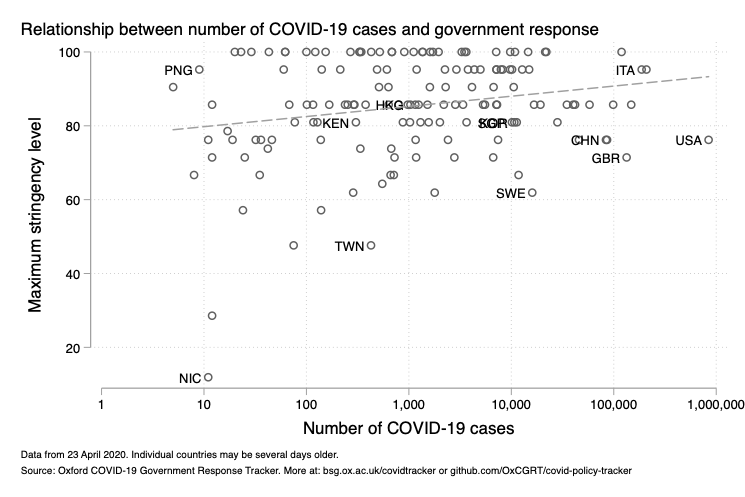 Relationship between number of COVID-19 cases and government response
Maximum stringency level
100
80
60
40
20
PNG
ITA
HKG
KEN
KOR
CHN
USA
GBR
SWE
TWN
NIC
1
10
100
1,000
10,000
100,000
1,000,000
Number of COVID-19 cases
Data from 23 April 2020. Individual countries may be several days older.
Source: Oxford COVID-19 Government Response Tracker. More at: bsg.ox.ac.uk/covidtracker or github.com/OxCGRT/covid-policy-tracker